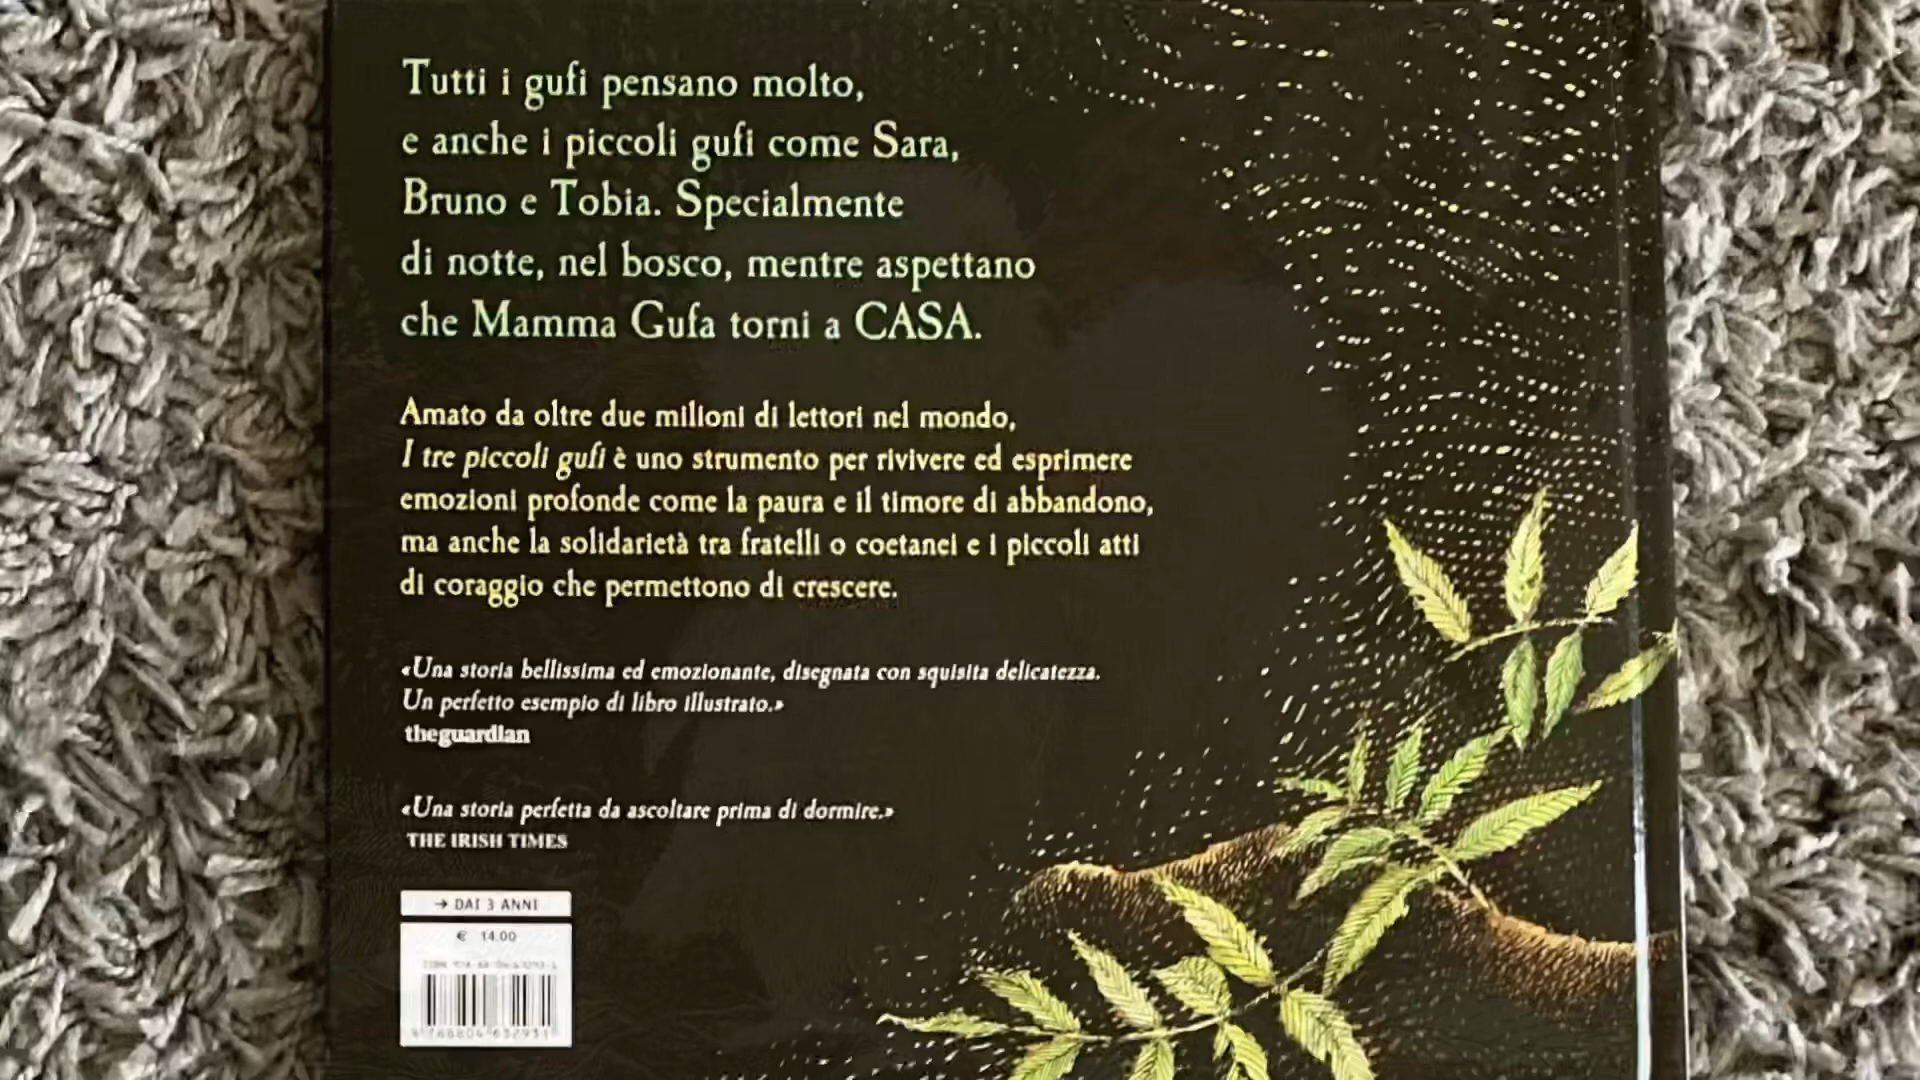 Tutti i gufi pensano molto,
e anche i piccoli gufi come Sara,
Bruno e Tobia. Specialmente
di notte, nel bosco, mentre aspettano
che Mamma Gufa torni a CASA.
Amato da oltre due milioni di lettori nel mondo,
I tre piccoli gufi è uno strumento per rivivere ed esprimere
emozioni profonde come la paura e il timore di abbandono,
ma anche la solidarietà tra fratelli o coetanei e i piccoli atti
di coraggio che permettono di crescere.
«Una storia bellissima ed emozionante, disegnata con squisita delicatezza.
Un perfetto esempio di libro illustrato.»
theguardian
«Una storia perfetta da ascoltare prima di dormire.»
THE IRISH TIMES
→ DAI 3 ANNI
€ 14.00
9 788804 632931